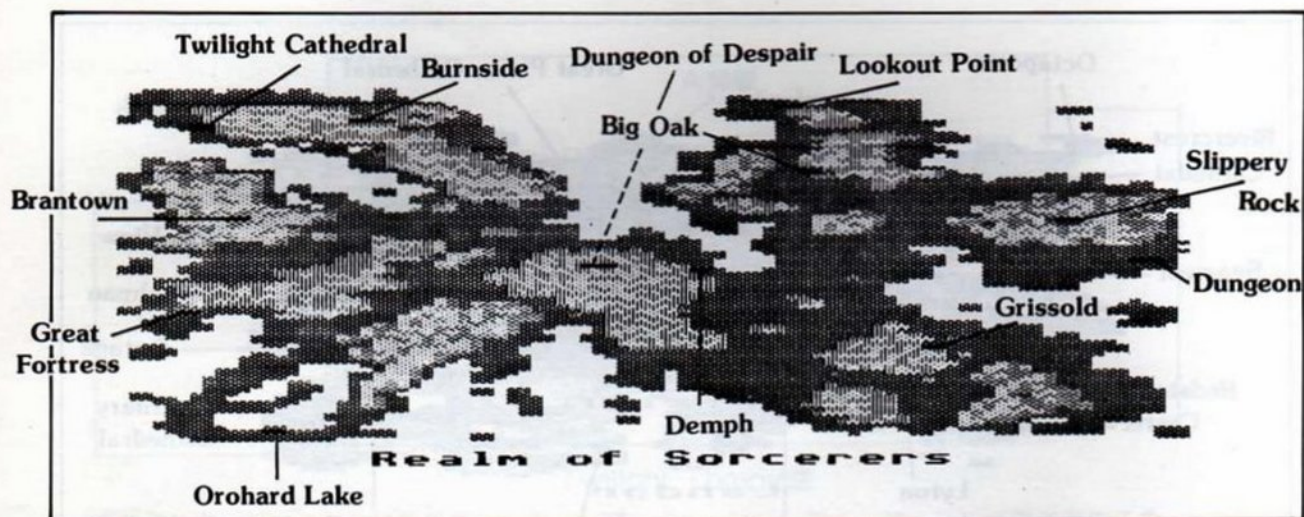 Twilight Cathedral
Burnside
Dungeon of Despair
Lookout Point
Big Oak
Slippery
Rock
Brantown
Dungeon
Grissold
Great
Fortress
Demph
Realm of Sorcerers
Orohard Lake